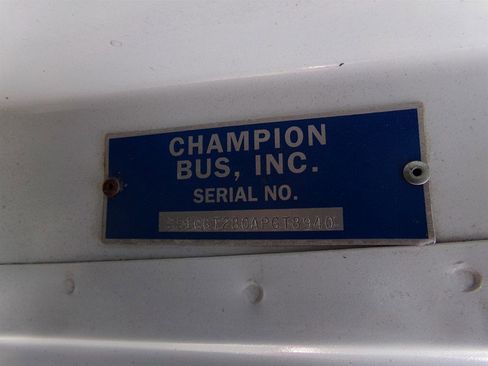 CHAMPION
BUS, INC.
SERIAL NO.